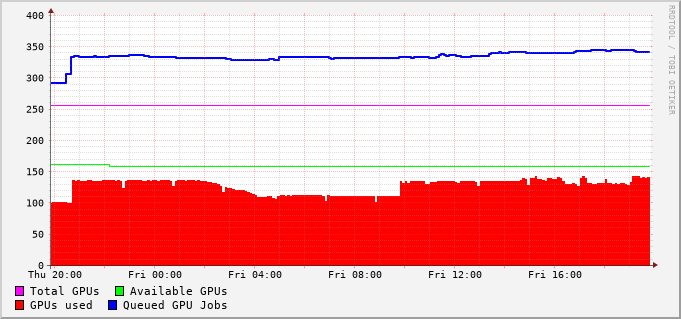 400
350
300
250
200
150
100
50
0
Thu 20:00 Fri 00:00 Fri 04:00 Fri 08:00 Fri 12:00 Fri 16:00
Total GPUs Available GPUs
GPUs used Queued GPU Jobs
RRDTOOL / TOBI OETIKER